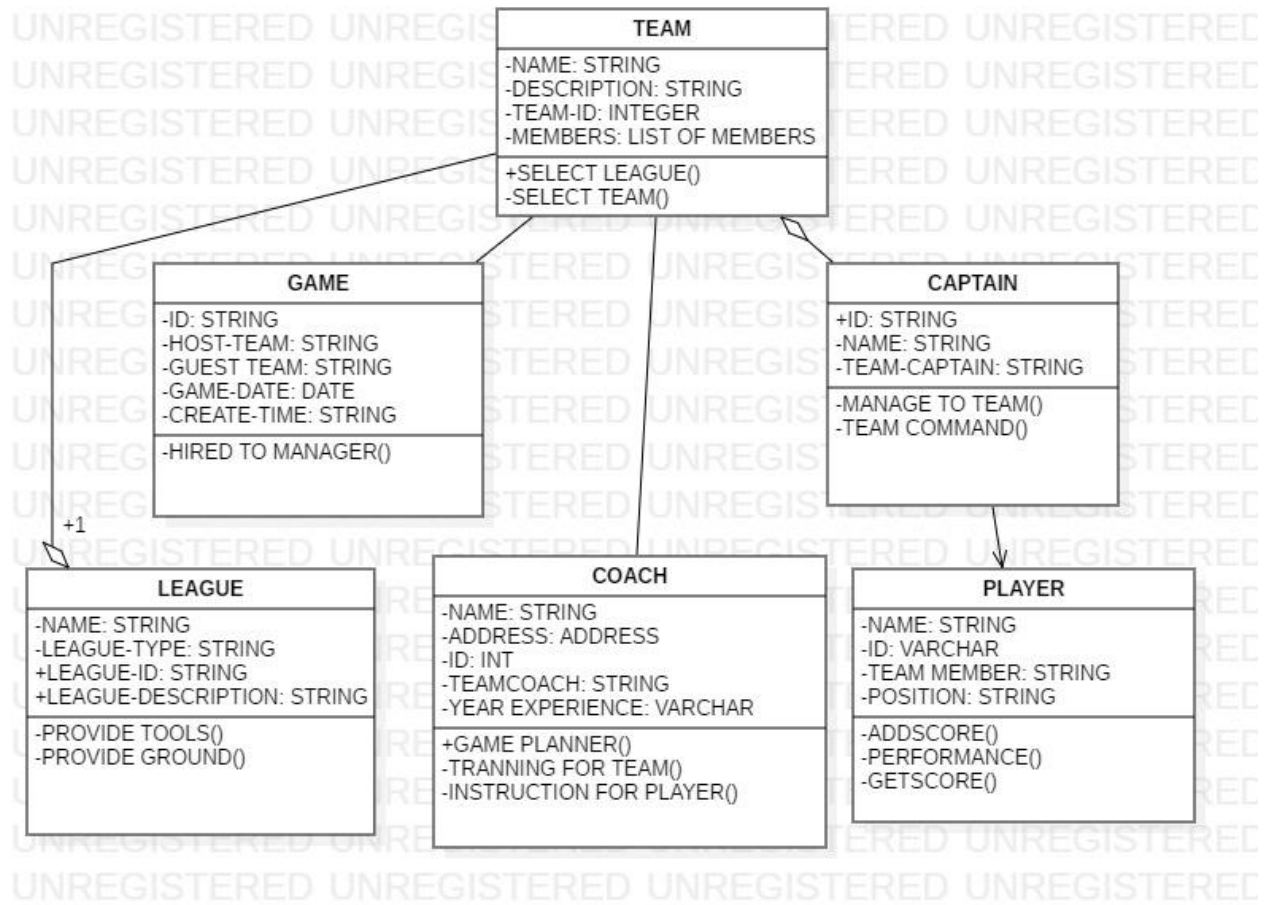 TEAM
-NAME: STRING
-DESCRIPTION: STRING
-TEAM-ID: INTEGER
-MEMBERS: LIST OF MEMBERS
+SELECT LEAGUE()
-SELECT TEAM()
GAME
-ID: STRING
-HOST-TEAM: STRING
-GUEST TEAM: STRING
-GAME-DATE: DATE
-CREATE-TIME: STRING
-HIRED TO MANAGER()
CAPTAIN
+ID: STRING
-NAME: STRING
-TEAM-CAPTAIN: STRING
-MANAGE TO TEAM()
-TEAM COMMAND()
+1
LEAGUE
-NAME: STRING
-LEAGUE-TYPE: STRING
+LEAGUE-ID: STRING
+LEAGUE-DESCRIPTION: STRING
-PROVIDE TOOLS()
-PROVIDE GROUND()
COACH
-NAME: STRING
-ADDRESS: ADDRESS
-ID: INT
-TEAMCOACH: STRING
-YEAR EXPERIENCE: VARCHAR
+GAME PLANNER()
-TRANNING FOR TEAM()
-INSTRUCTION FOR PLAYER()
PLAYER
-NAME: STRING
-ID: VARCHAR
-TEAM MEMBER: STRING
-POSITION: STRING
-ADDSCORE()
-PERFORMANCE()
-GETSCORE()
UNREGISTERED UNREGISTERED UNREGISTERED UNREGISTERED